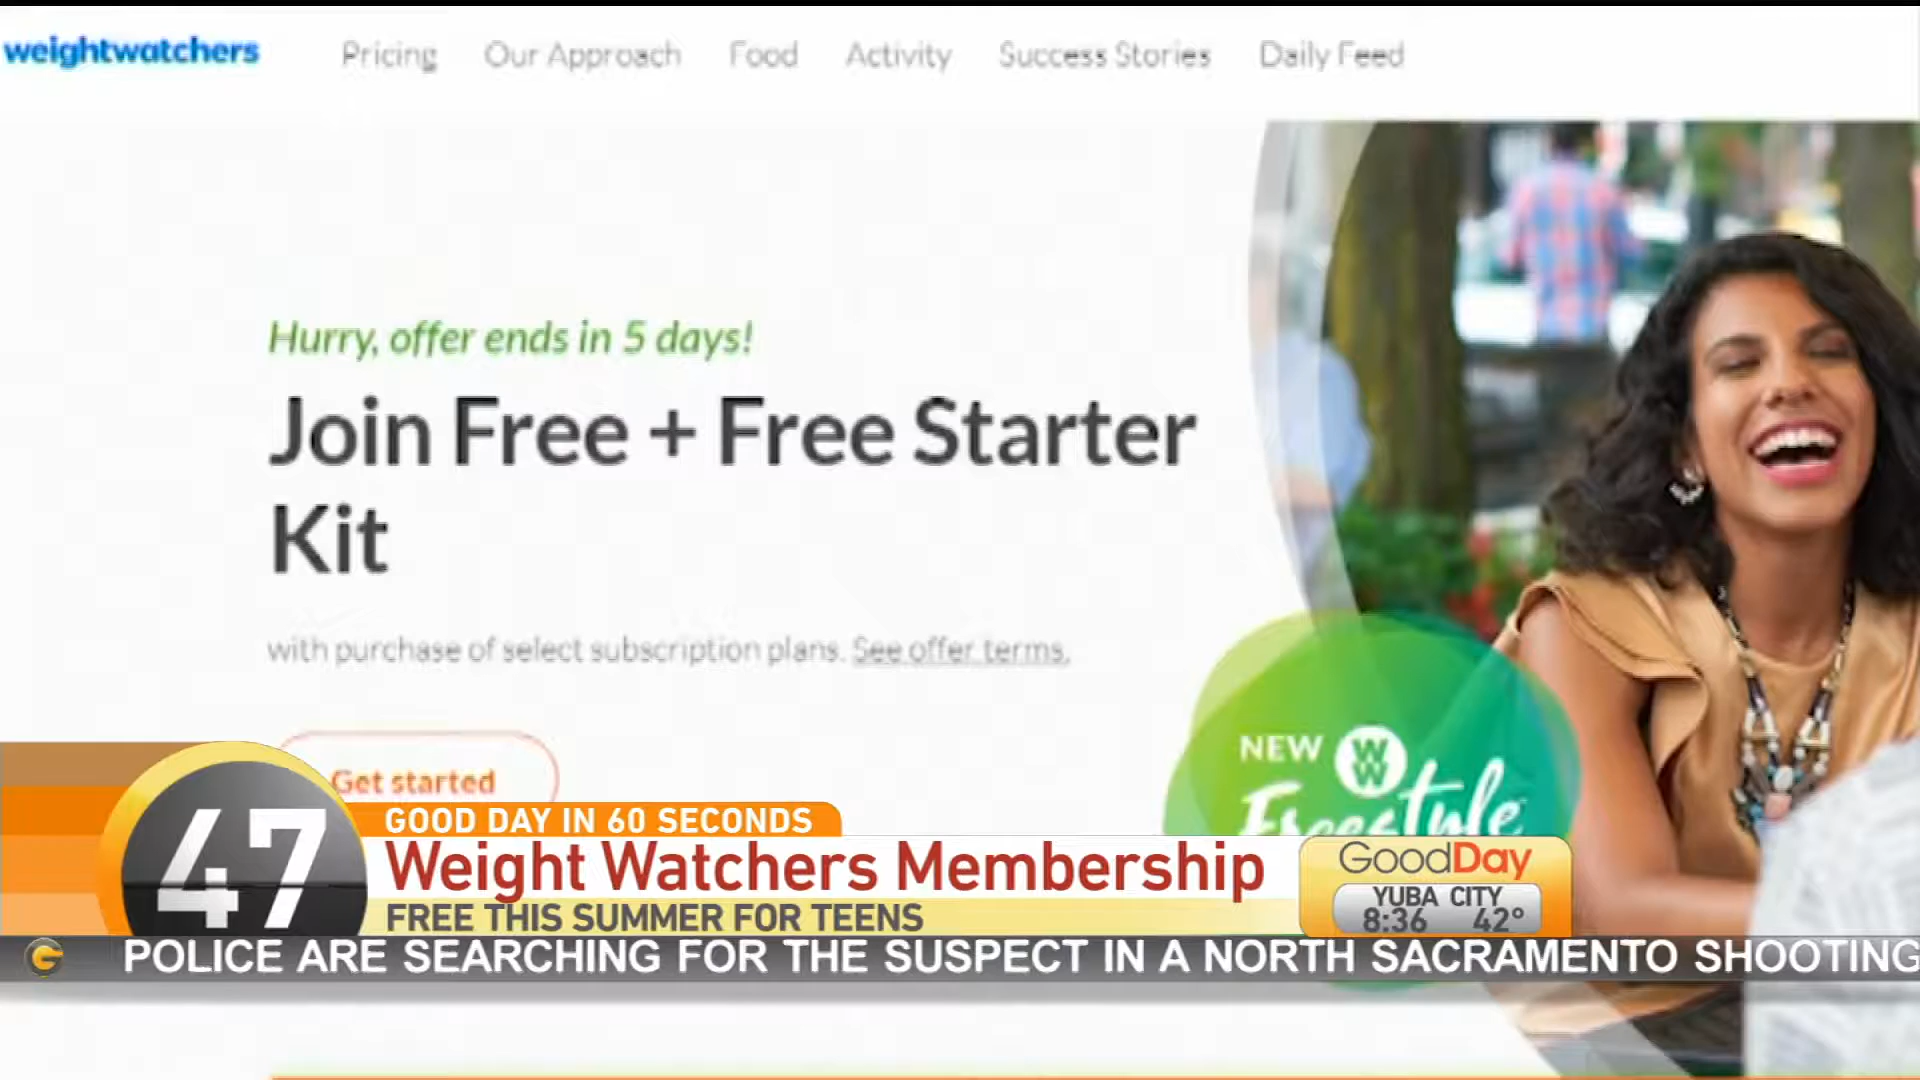 weightwatchers Pricing Our Approach Food Activity Success Stories Daily Feed
Hurry, offer ends in 5 days!
Join Free + Free Starter
Kit
with purchase of select subscription plans. See offer terms.
Get started
NEW WW
Freestyle
47
GOOD DAY IN 60 SECONDS
Weight Watchers Membership
FREE THIS SUMMER FOR TEENS
GoodDay
YUBA CITY
8:36 42°
G POLICE ARE SEARCHING FOR THE SUSPECT IN A NORTH SACRAMENTO SHOOTING